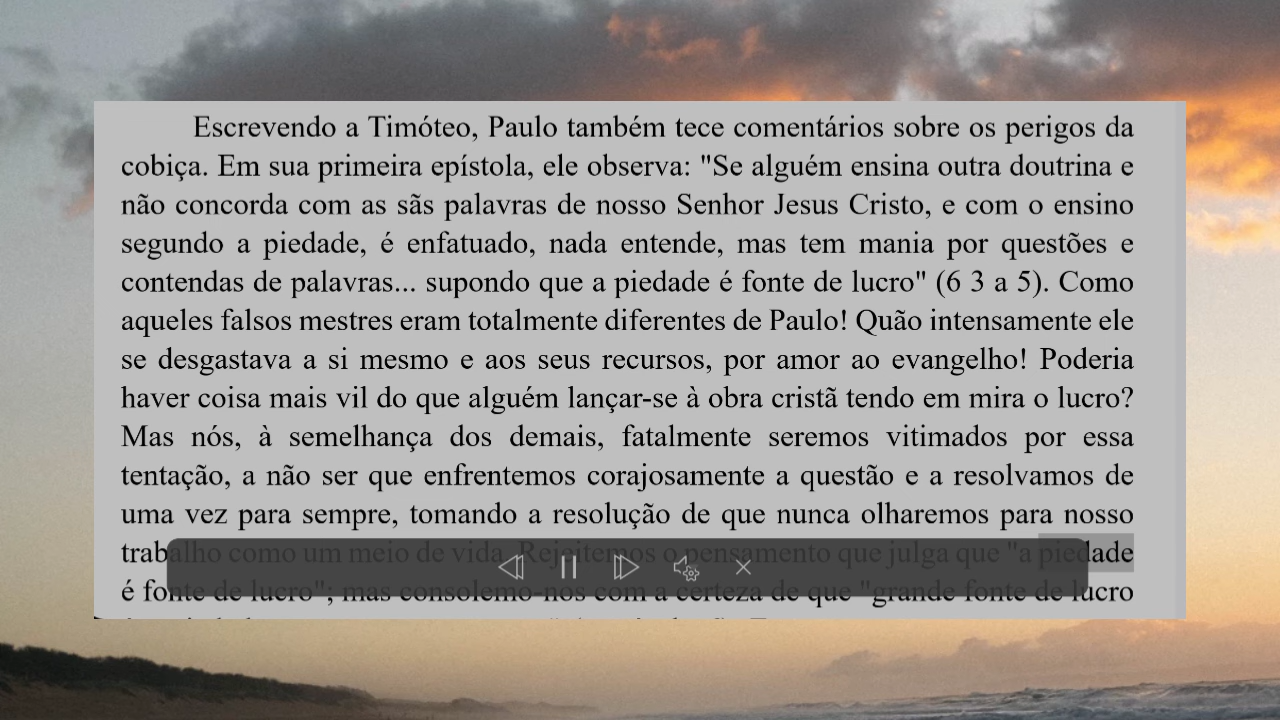 Escrevendo a Timóteo, Paulo também tece comentários sobre os perigos da
cobiça. Em sua primeira epístola, ele observa: "Se alguém ensina outra doutrina e
não concorda com as sãs palavras de nosso Senhor Jesus Cristo, e com o ensino
segundo a piedade, é enfatuado, nada entende, mas tem mania por questões e
contendas de palavras... supondo que a piedade é fonte de lucro" (6 3 a 5). Como
aqueles falsos mestres eram totalmente diferentes de Paulo! Quão intensamente ele
se desgastava a si mesmo e aos seus recursos, por amor ao evangelho! Poderia
haver coisa mais vil do que alguém lançar-se à obra cristã tendo em mira o lucro?
Mas nós, à semelhança dos demais, fatalmente seremos vitimados por essa
tentação, a não ser que enfrentemos corajosamente a questão e a resolvamos de
uma vez para sempre, tomando a resolução de que nunca olharemos para nosso
trabalho como um meio de vida. Rejeitemos o pensamento que julga que "a piedade
é fonte de lucro"; mas consolemo-nos com a certeza de que "grande fonte de lucro